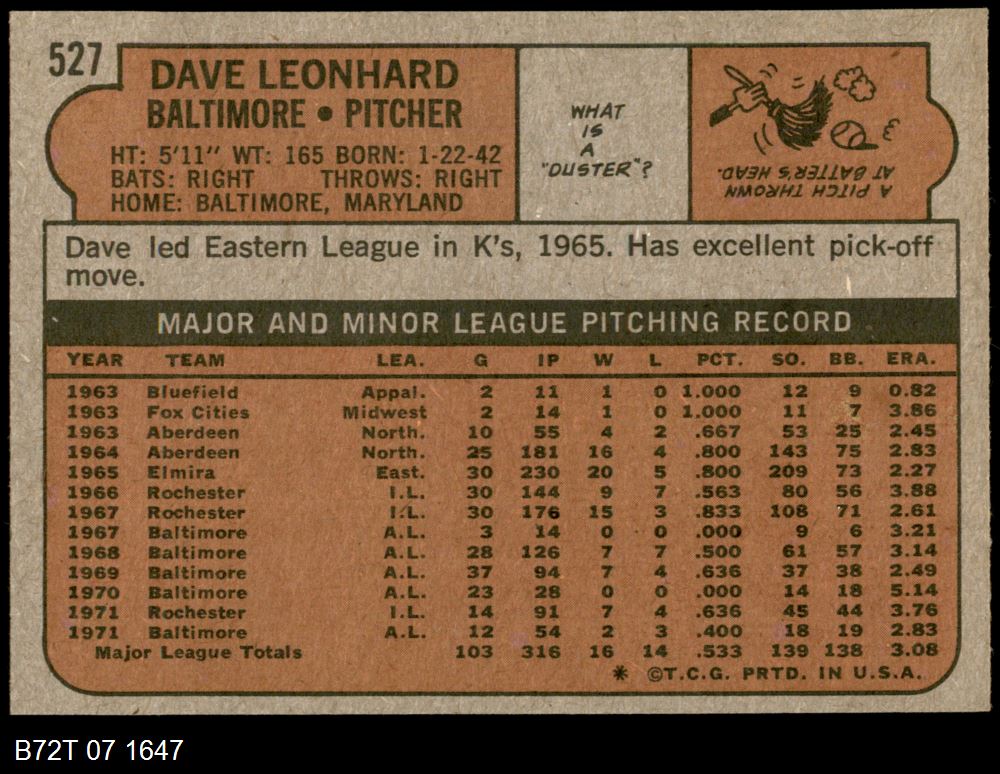 527
DAVE LEONHARD
BALTIMORE • PITCHER
HT: 5'11" WT: 165 BORN: 1-22-42
BATS: RIGHT THROWS: RIGHT
HOME: BALTIMORE, MARYLAND
WHAT
IS
A
"DUSTER"?
A PITCH THROWN
AT BATTER'S HEAD.
Dave led Eastern League in K's, 1965. Has excellent pick-off
move.
MAJOR AND MINOR LEAGUE PITCHING RECORD
YEAR TEAM LEA. G IP W L PCT. SO. BB. ERA.
1963 Bluefield Appal. 2 11 1 0 1.000 12 9 0.82
1963 Fox Cities Midwest 2 14 1 0 1.000 11 7 3.86
1963 Aberdeen North. 10 55 4 2 .667 53 25 2.45
1964 Aberdeen North. 25 181 16 4 .800 143 75 2.83
1965 Elmira East. 30 230 20 5 .800 209 73 2.27
1966 Rochester I.L. 30 144 9 7 .563 80 56 3.88
1967 Rochester I.L. 30 176 15 3 .833 108 71 2.61
1967 Baltimore A.L. 3 14 0 0 .000 9 6 3.21
1968 Baltimore A.L. 28 126 7 7 .500 61 57 3.14
1969 Baltimore A.L. 37 94 7 4 .636 37 38 2.49
1970 Baltimore A.L. 23 28 0 0 .000 14 18 5.14
1971 Rochester I.L. 14 91 7 4 .636 45 44 3.76
1971 Baltimore A.L. 12 54 2 3 .400 18 19 2.83
Major League Totals 103 316 16 14 .533 139 138 3.08
* ©T.C.G. PRTD. IN U.S.A.
B72T 07 1647